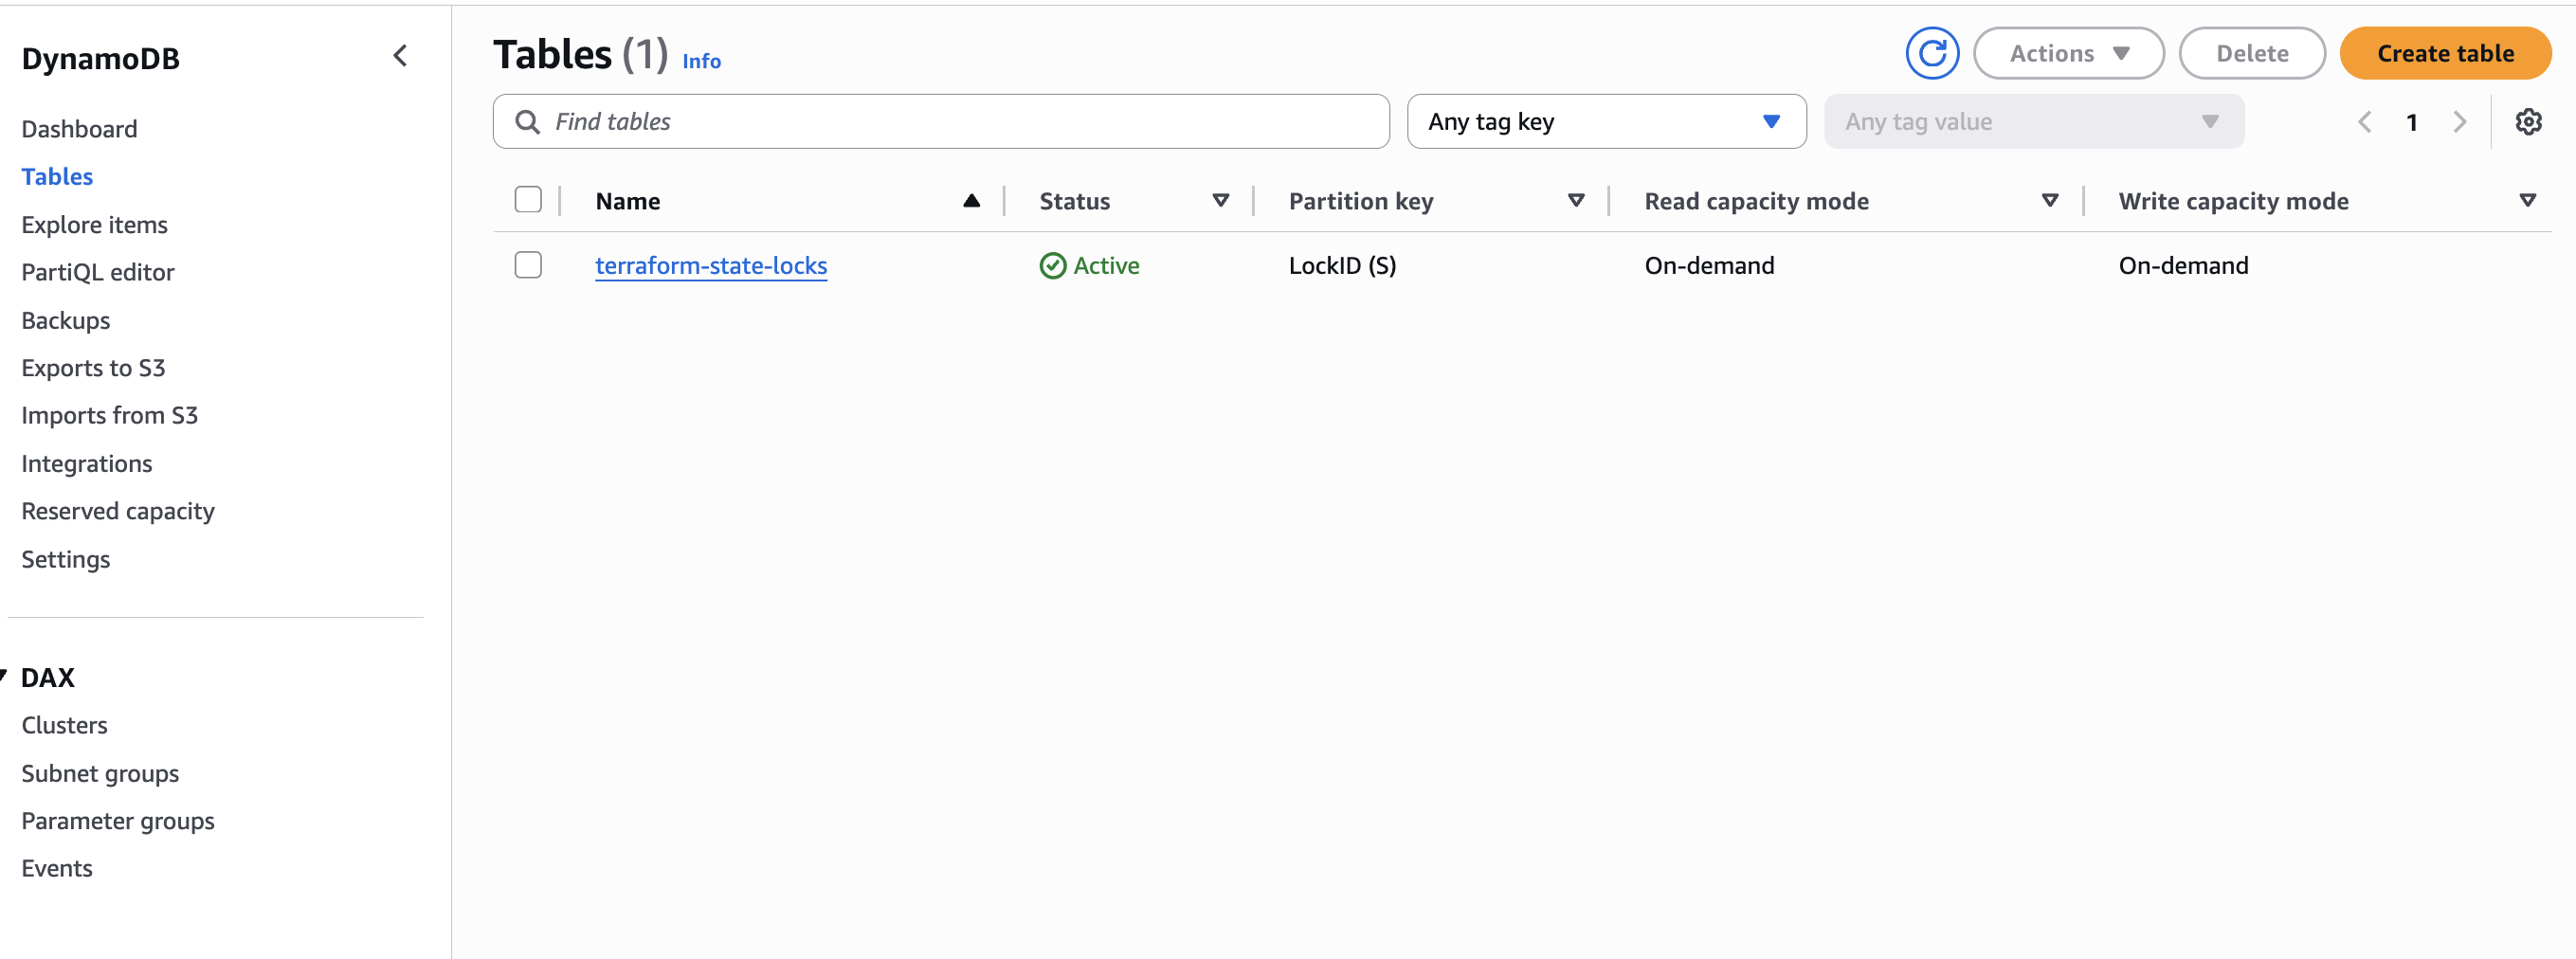 DynamoDB
Dashboard
Tables
Explore items
PartiQL editor
Backups
Exports to S3
Imports from S3
Integrations
Reserved capacity
Settings
DAX
Clusters
Subnet groups
Parameter groups
Events
Tables (1) Info
Actions
Delete
Create table
Find tables
Any tag key
Any tag value
1
Name Status Partition key Read capacity mode Write capacity mode
terraform-state-locks Active LockID (S) On-demand On-demand